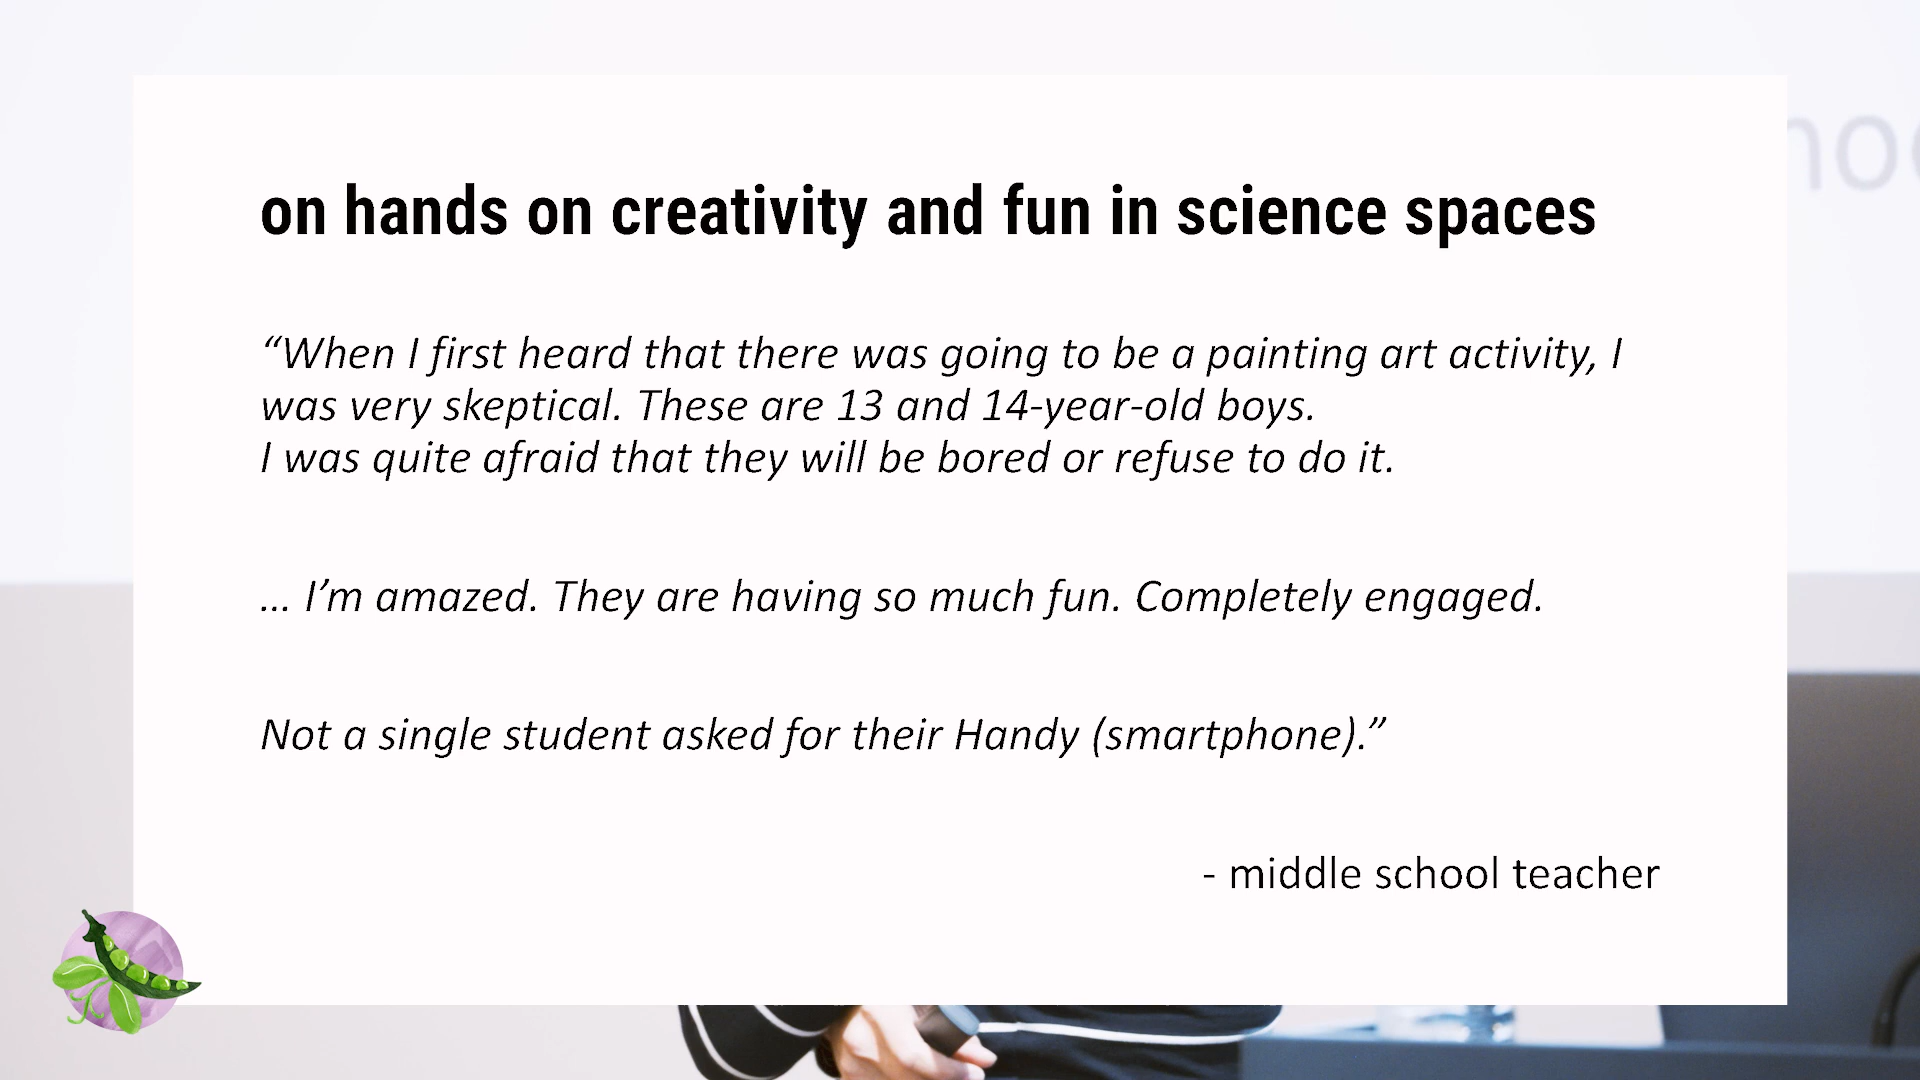 on hands on creativity and fun in science spaces
“When I first heard that there was going to be a painting art activity, I
was very skeptical. These are 13 and 14-year-old boys.
I was quite afraid that they will be bored or refuse to do it.
… I’m amazed. They are having so much fun. Completely engaged.
Not a single student asked for their Handy (smartphone).”
- middle school teacher